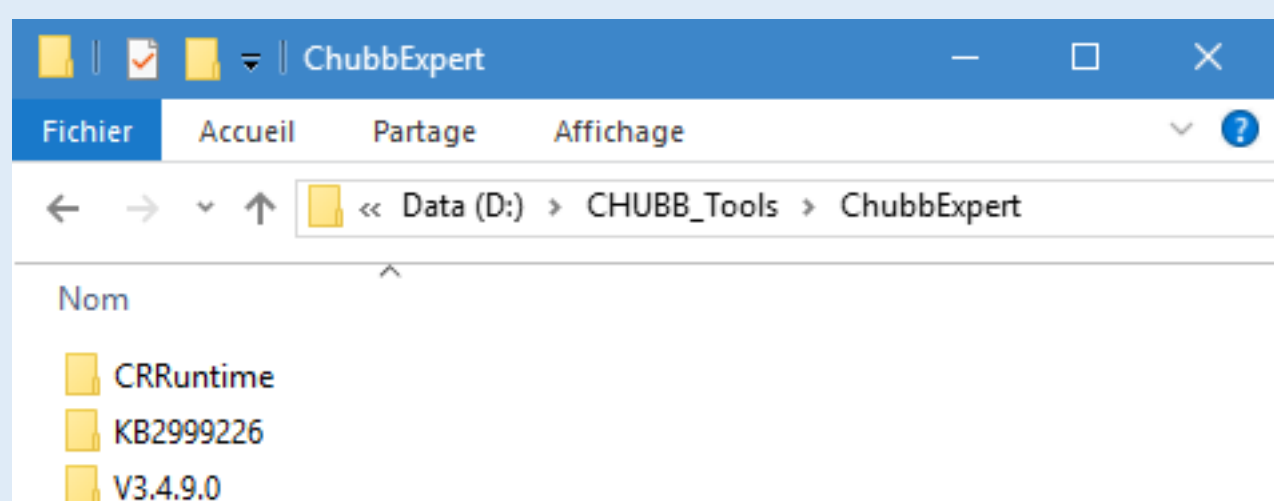 ChubbExpert
Fichier Accueil Partage Affichage ?
« Data (D:) > CHUBB_Tools > ChubbExpert
Nom
CRRuntime
KB2999226
V3.4.9.0